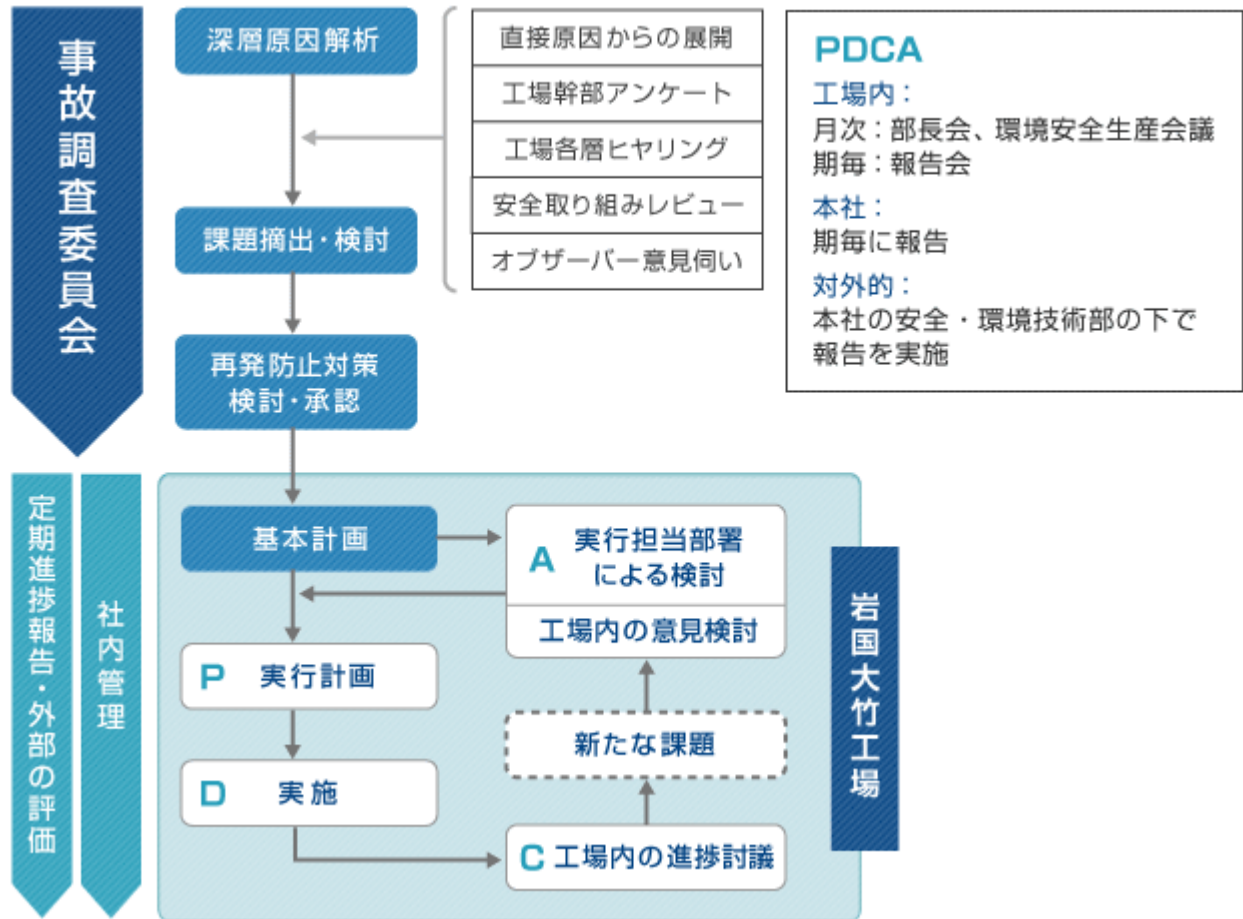 事故調査委員会
深層原因解析
課題摘出・検討
再発防止対策
検討・承認
直接原因からの展開
工場幹部アンケート
工場各層ヒヤリング
安全取り組みレビュー
オブザーバー意見伺い
PDCA
工場内：
月次：部長会、環境安全生産会議
期毎：報告会
本社：
期毎に報告
対外的：
本社の安全・環境技術部の下で
報告を実施
定期進捗報告・外部の評価
社内管理
基本計画
P 実行計画
D 実施
A 実行担当部署
による検討
工場内の意見検討
新たな課題
C 工場内の進捗討議
岩国大竹工場